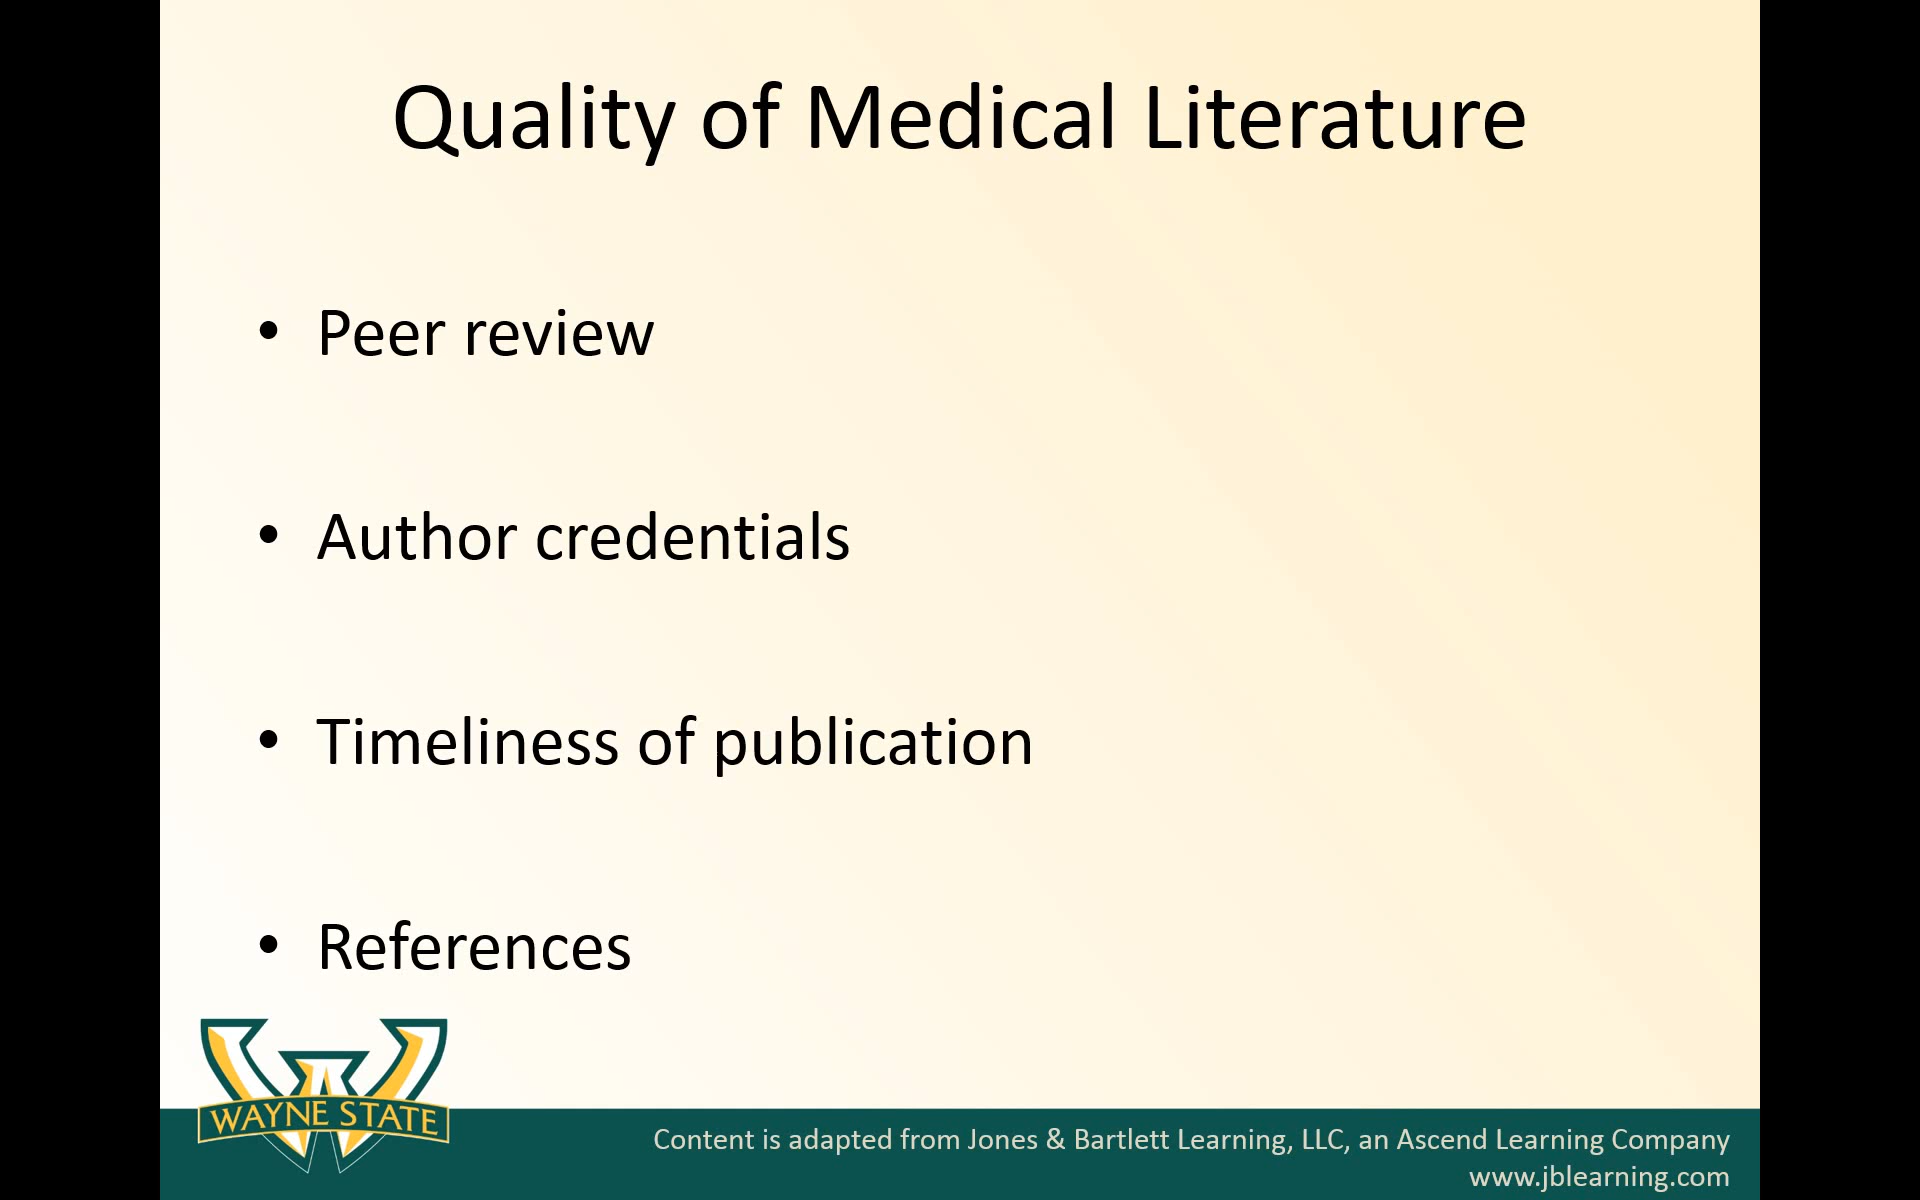 Quality of Medical Literature
• Peer review
• Author credentials
• Timeliness of publication
• References
WAYNE STATE
Content is adapted from Jones & Bartlett Learning, LLC, an Ascend Learning Company
www.jblearning.com